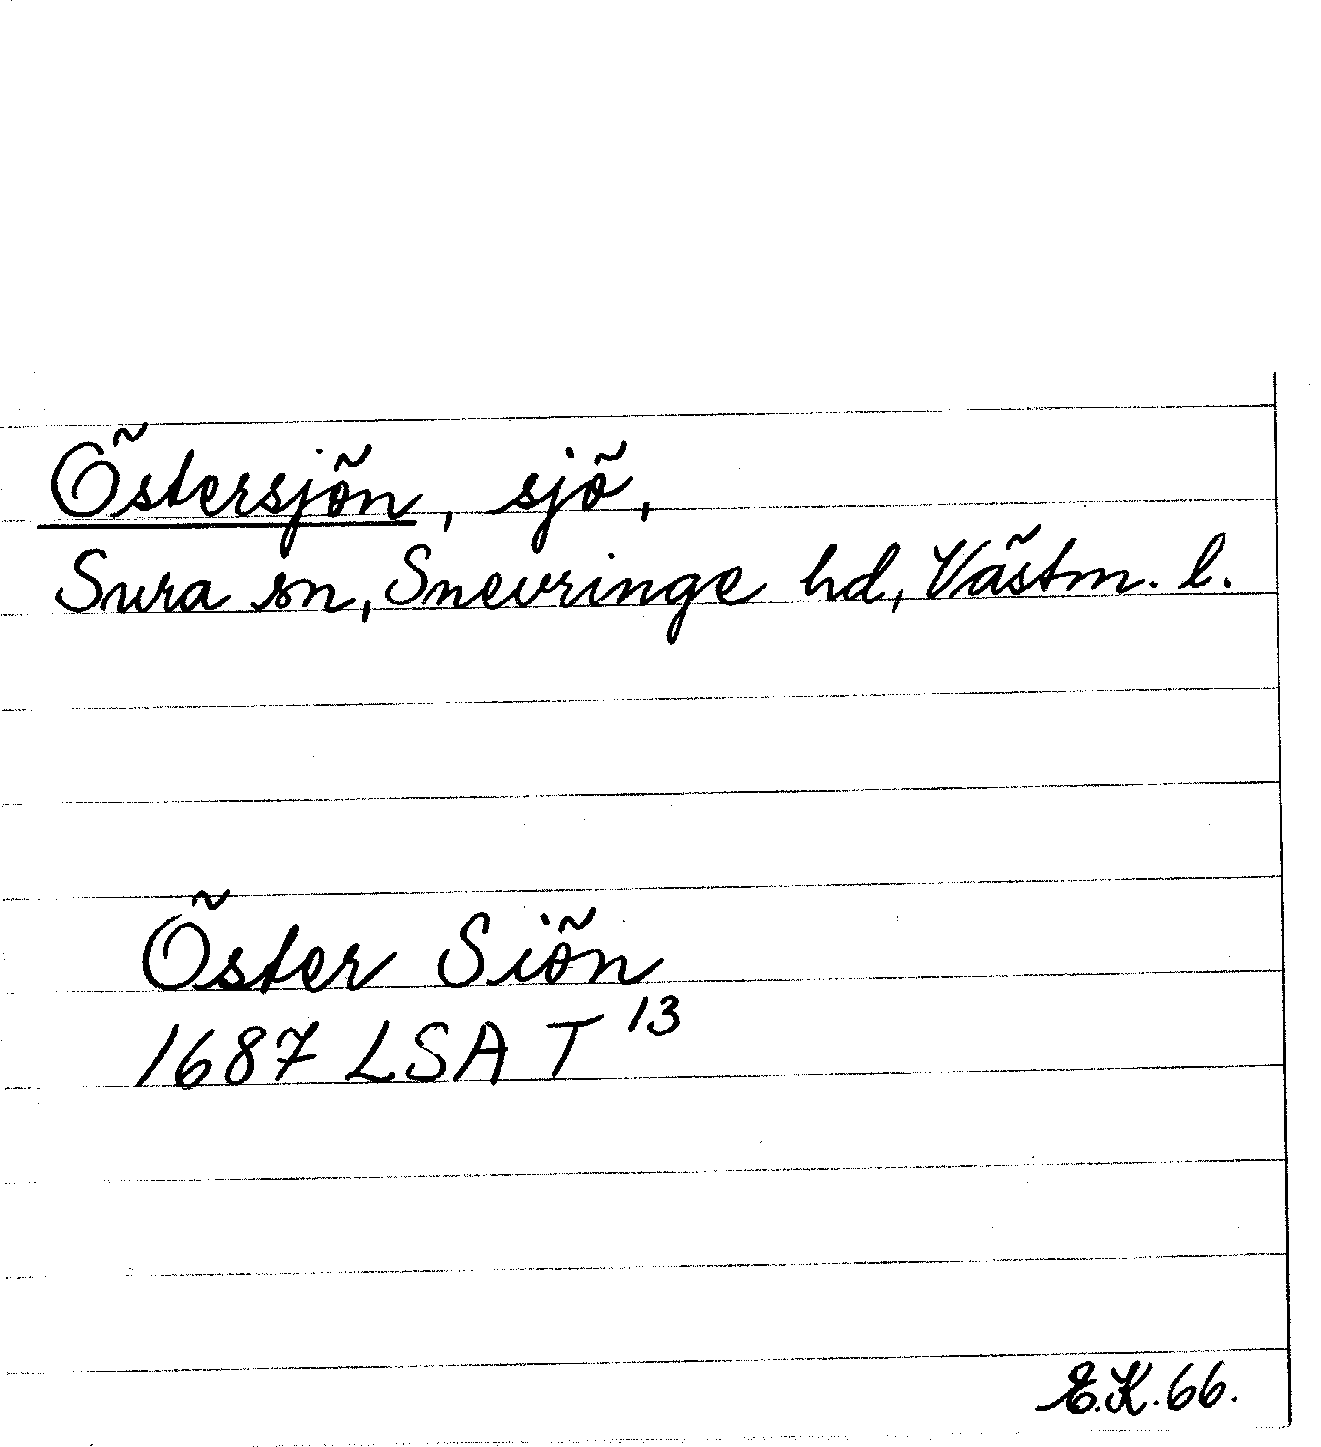 Östersjön, sjö,
Sura sn, Snevringe hd, Västm. l.
Öster Siön
1687 LSA T 13
E.K. 66.